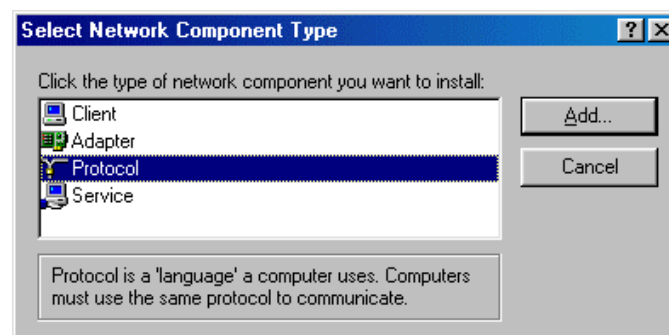 Select Network Component Type
Click the type of network component you want to install:
Client
Adapter
Protocol
Service
Add...
Cancel
Protocol is a 'language' a computer uses. Computers
must use the same protocol to communicate.